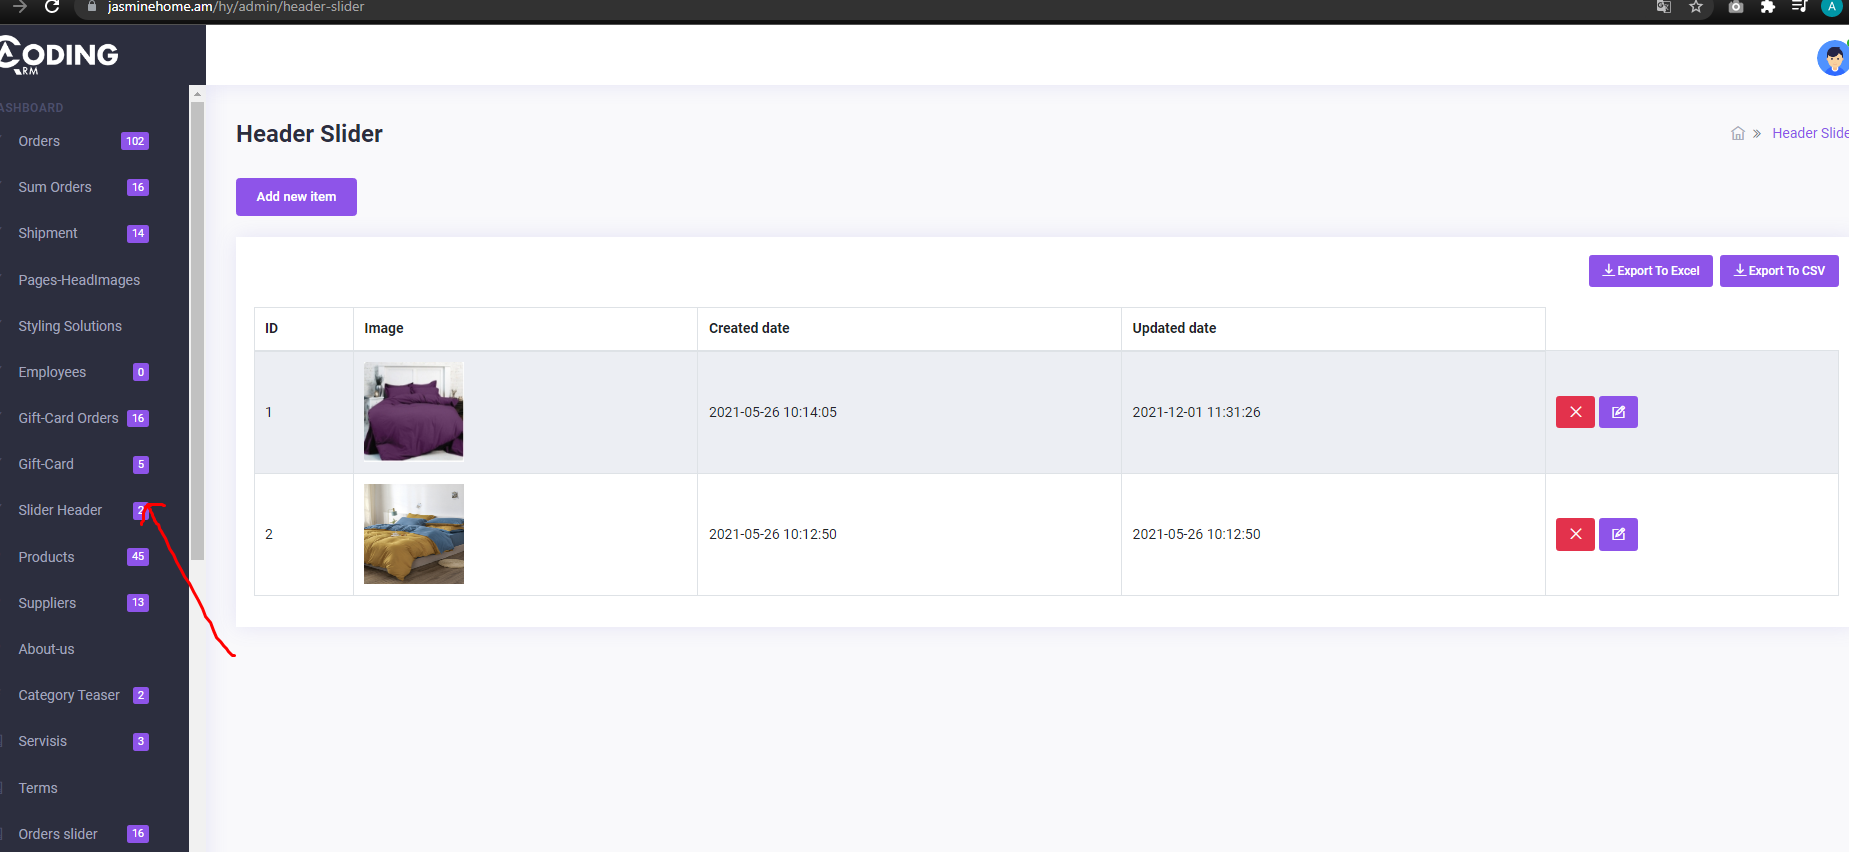 jasminehome.am/hy/admin/header-slider
A
CODING
RM
ASHBOARD
Orders 102
Sum Orders 16
Shipment 14
Pages-HeadImages
Styling Solutions
Employees 0
Gift-Card Orders 16
Gift-Card 5
Slider Header 2
Products 45
Suppliers 13
About-us
Category Teaser 2
Servisis 3
Terms
Orders slider 16
Header Slider
Header Slide
Add new item
Export To Excel Export To CSV
ID Image Created date Updated date
1 2021-05-26 10:14:05 2021-12-01 11:31:26
2 2021-05-26 10:12:50 2021-05-26 10:12:50